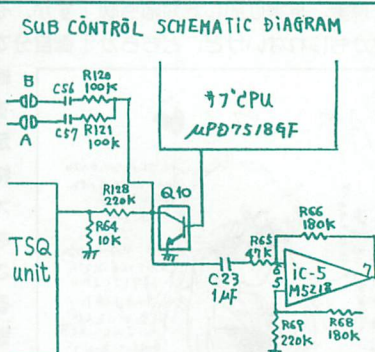 SUB CONTROL SCHEMATIC DIAGRAM
B
C56
R120
100K
A
C57
R121
100K
サブCPU
μPD7518GF
Q10
R128
220K
R64
10K
TSQ
unit
C23
1μF
R65
47K
R66
180K
6
5
7
iC-5
M5218
R69
220K
R68
180K